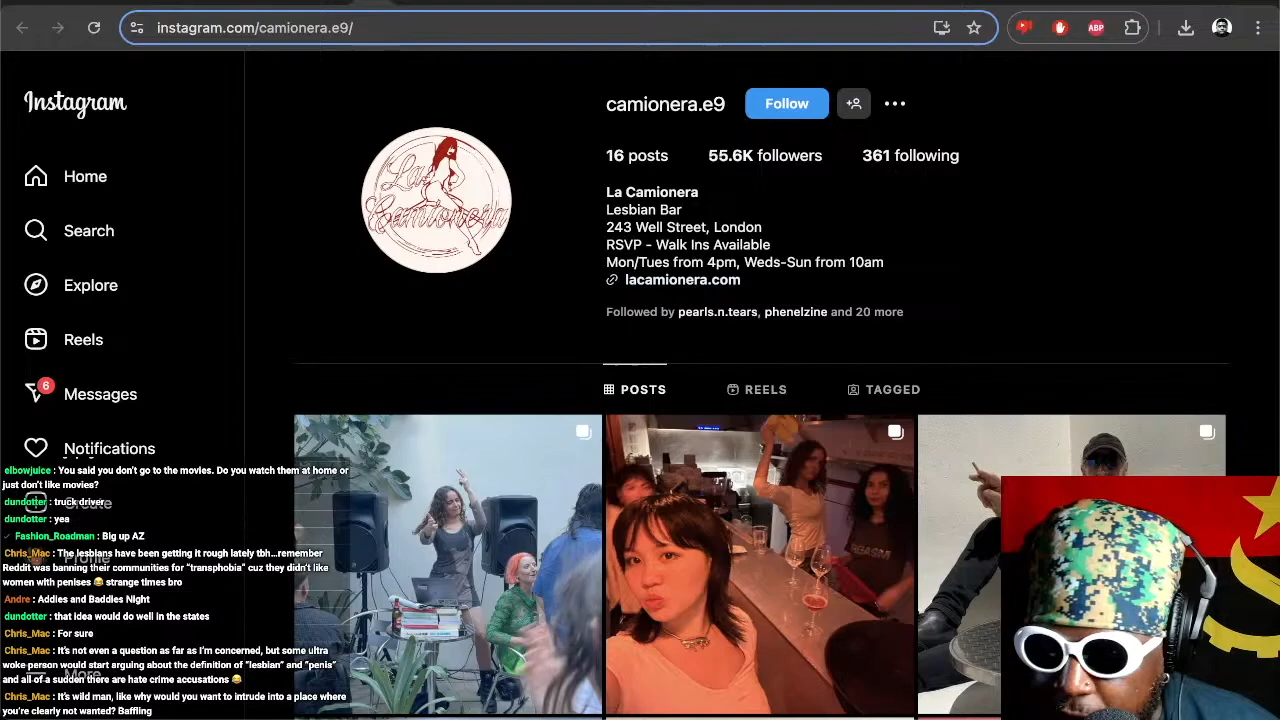 instagram.com/camionera.e9/
ABP
Instagram
camionera.e9
Follow
16 posts
55.6K followers
361 following
La Camionera
La Camionera
Lesbian Bar
243 Well Street, London
RSVP - Walk Ins Available
Mon/Tues from 4pm, Weds-Sun from 10am
lacamionera.com
Followed by pearls.n.tears, phenelzine and 20 more
Home
Search
Explore
Reels
6
Messages
Notifications
Create
Profile
More
POSTS
REELS
TAGGED
elbowjuice : You said you don't go to the movies. Do you watch them at home or
just don't like movies?
dundotter : truck driver
dundotter : yea
Fashion_Roadman : Big up AZ
Chris_Mac : The lesbians have been getting it rough lately tbh...remember
Reddit was banning their communities for "transphobia" cuz they didn't like
women with penises 😂 strange times bro
Andre : Addies and Baddies Night
dundotter : that idea would do well in the states
Chris_Mac : For sure
Chris_Mac : It's not even a question as far as I'm concerned, but some ultra
woke person would start arguing about the definition of "lesbian" and "penis"
and all of a sudden there are hate crime accusations 😂
Chris_Mac : It's wild man, like why would you want to intrude into a place where
you're clearly not wanted? Baffling